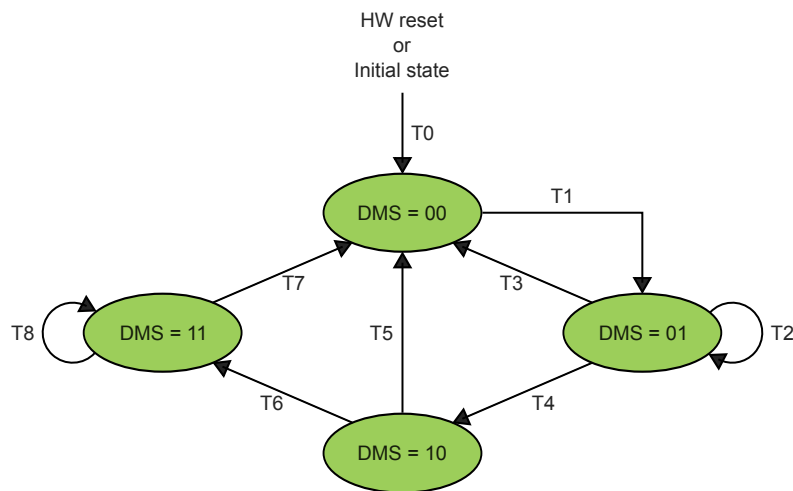 HW reset
or
Initial state
T0
DMS = 00
T1
T7
T3
T8
DMS = 11
T5
DMS = 01
T2
T6
T4
DMS = 10